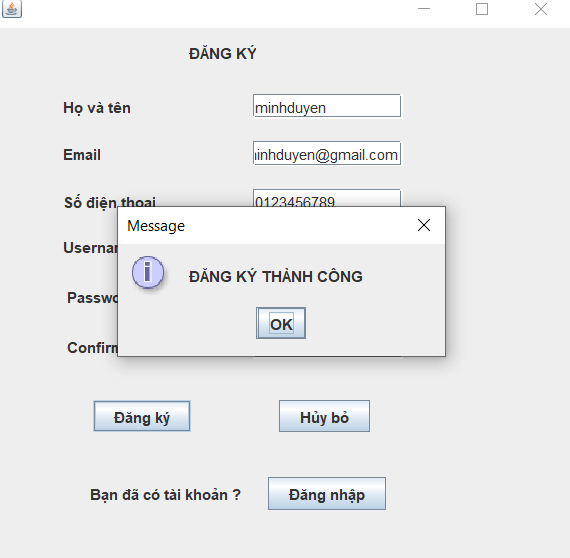 ĐĂNG KÝ
Họ và tên minhduyen
Email inhduyen@gmail.com
Số điện thoại 0123456789
Message
ĐĂNG KÝ THÀNH CÔNG
OK
Đăng ký Hủy bỏ
Bạn đã có tài khoản ? Đăng nhập